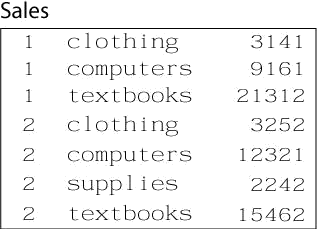 Sales
1 clothing 3141
1 computers 9161
1 textbooks 21312
2 clothing 3252
2 computers 12321
2 supplies 2242
2 textbooks 15462